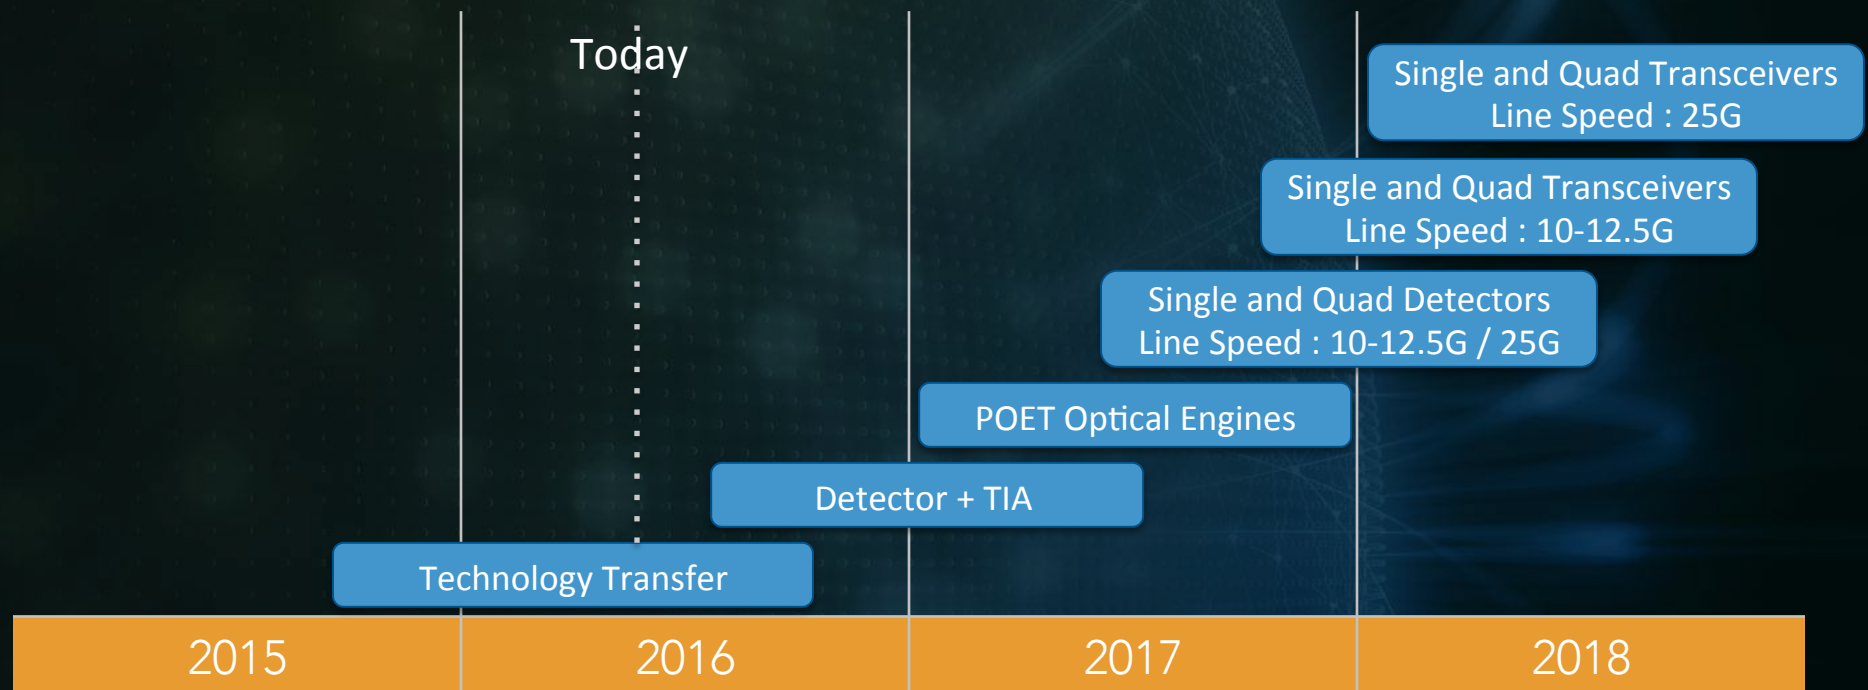 Today
Single and Quad Transceivers
Line Speed : 25G
Single and Quad Transceivers
Line Speed : 10-12.5G
Single and Quad Detectors
Line Speed : 10-12.5G / 25G
POET Optical Engines
Detector + TIA
Technology Transfer
2015
2016
2017
2018